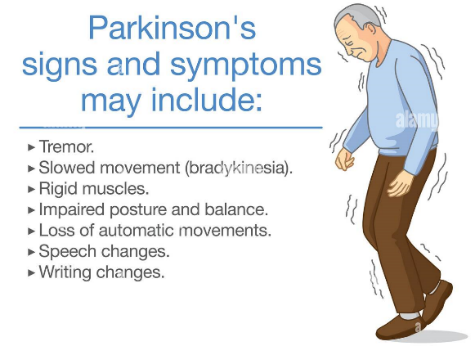 Parkinson's
signs and symptoms
may include:
▸ Tremor.
▸ Slowed movement (bradykinesia).
▸ Rigid muscles.
▸ Impaired posture and balance.
▸ Loss of automatic movements.
▸ Speech changes.
▸ Writing changes.
alamy
a